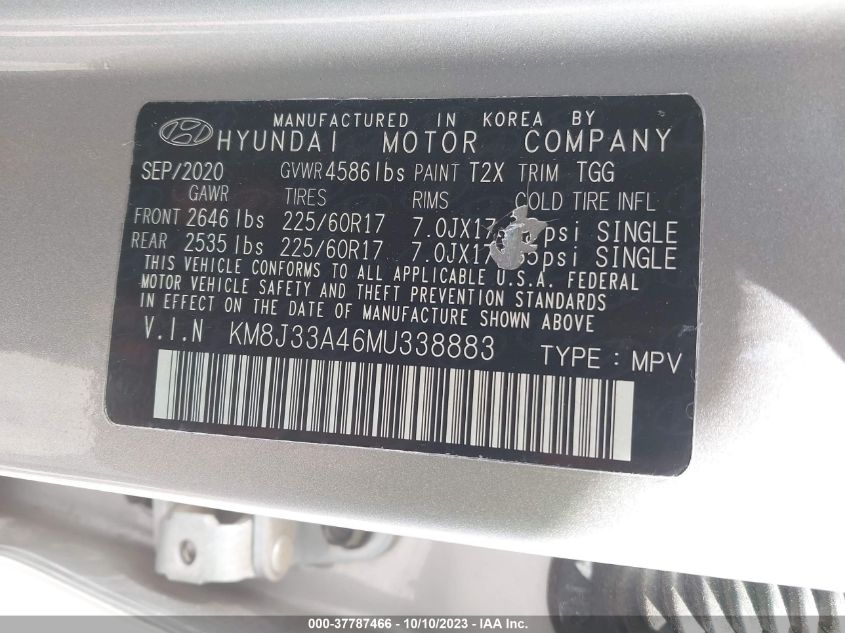 MANUFACTURED IN KOREA BY
HYUNDAI MOTOR COMPANY
SEP/2020 GVWR 4586 lbs PAINT T2X TRIM TGG
GAWR TIRES RIMS COLD TIRE INFL
FRONT 2646 lbs 225/60R17 7.0JX17 psi SINGLE
REAR 2535 lbs 225/60R17 7.0JX17 psi SINGLE
THIS VEHICLE CONFORMS TO ALL APPLICABLE U.S.A. FEDERAL
MOTOR VEHICLE SAFETY AND THEFT PREVENTION STANDARDS
IN EFFECT ON THE DATE OF MANUFACTURE SHOWN ABOVE
V.I.N KM8J33A46MU338883 TYPE : MPV
000-37787466 - 10/10/2023 - IAA Inc.